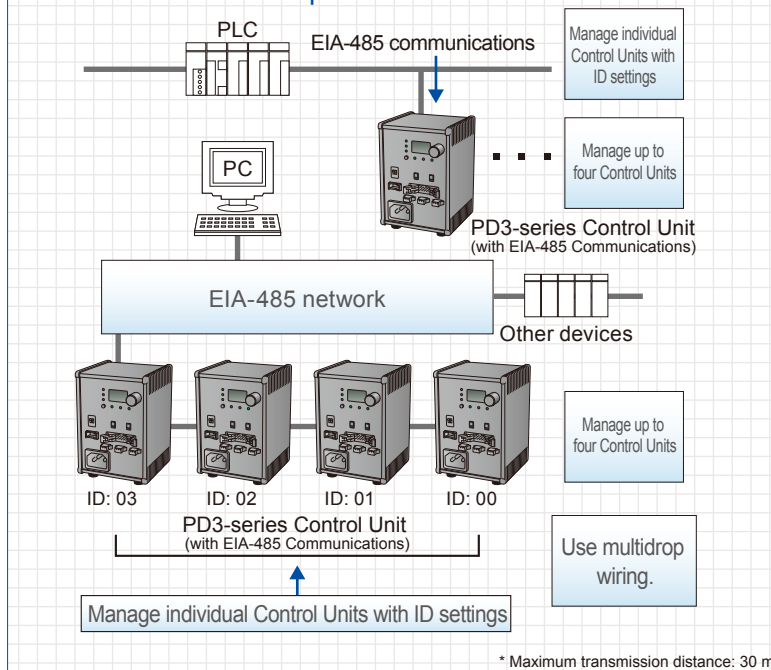 PLC
EIA-485 communications
Manage individual
Control Units with
ID settings
PC
Manage up to
four Control Units
PD3-series Control Unit
(with EIA-485 Communications)
EIA-485 network
Other devices
Manage up to
four Control Units
ID: 03
ID: 02
ID: 01
ID: 00
PD3-series Control Unit
(with EIA-485 Communications)
Use multidrop
wiring.
Manage individual Control Units with ID settings
* Maximum transmission distance: 30 m